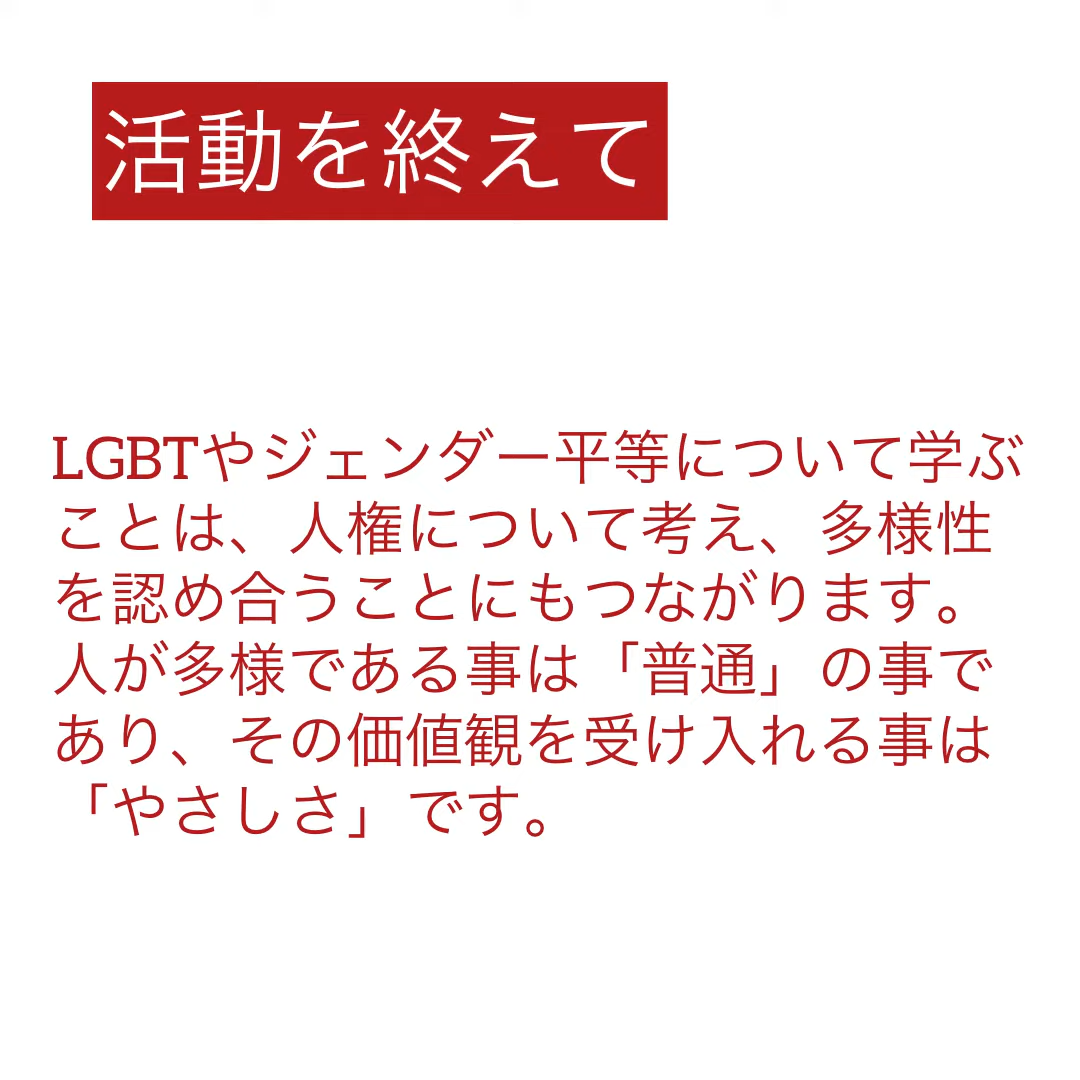 活動を終えて
LGBTやジェンダー平等について学ぶ
ことは、人権について考え、多様性
を認め合うことにもつながります。
人が多様である事は「普通」の事で
あり、その価値観を受け入れる事は
「やさしさ」です。